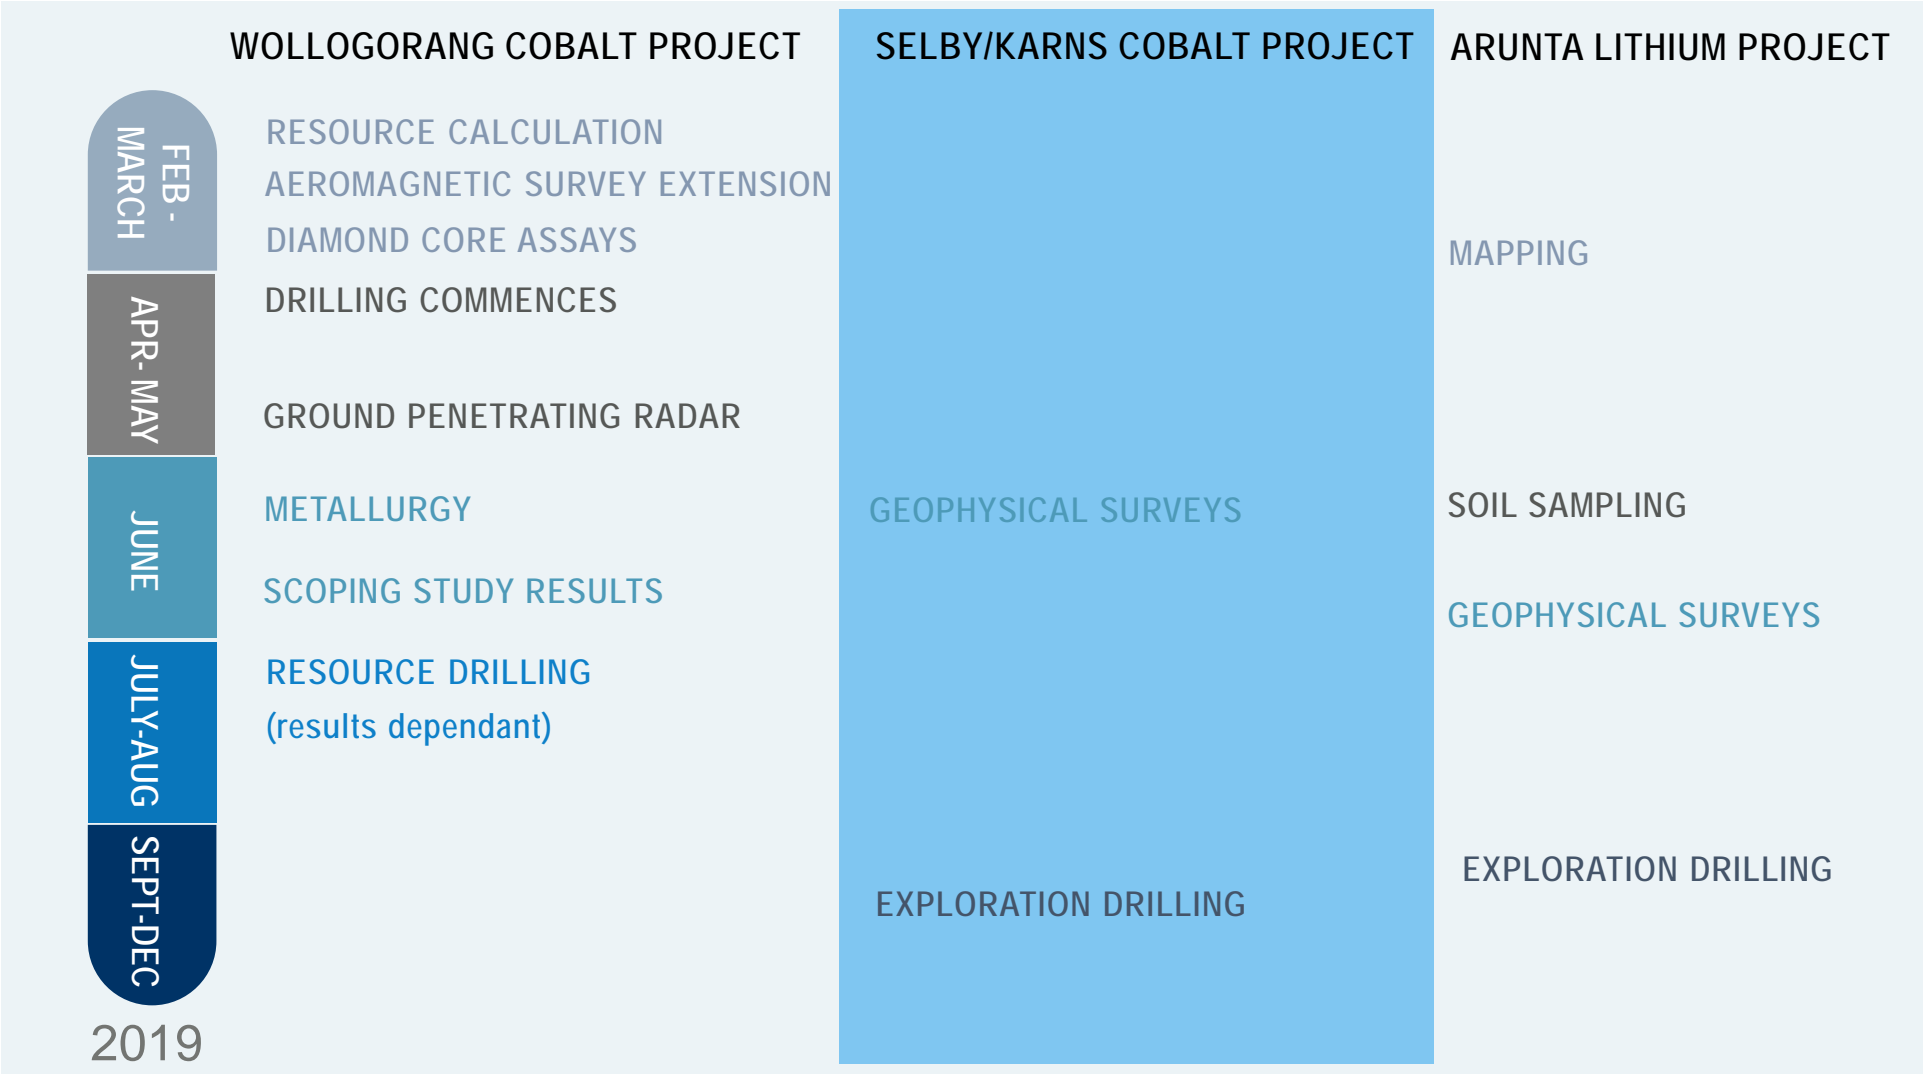 WOLLOGORANG COBALT PROJECT
SELBY/KARNS COBALT PROJECT
ARUNTA LITHIUM PROJECT
FEB -
MARCH
RESOURCE CALCULATION
AEROMAGNETIC SURVEY EXTENSION
DIAMOND CORE ASSAYS
MAPPING
APR- MAY
DRILLING COMMENCES
GROUND PENETRATING RADAR
JUNE
METALLURGY
GEOPHYSICAL SURVEYS
SOIL SAMPLING
SCOPING STUDY RESULTS
GEOPHYSICAL SURVEYS
JULY-AUG
RESOURCE DRILLING
(results dependant)
SEPT-DEC
EXPLORATION DRILLING
EXPLORATION DRILLING
2019